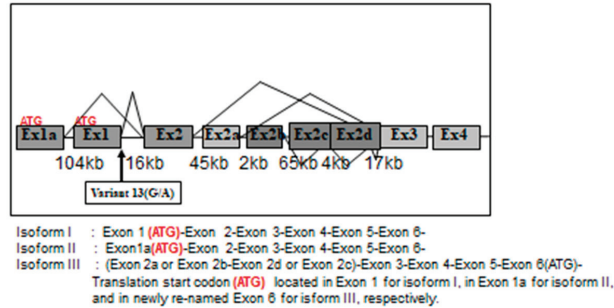 ATG ATG
Ex1a Ex1 Ex2 Ex2a Ex2b Ex2c Ex2d Ex3 Ex4
104kb 16kb 45kb 2kb 65kb 4kb 17kb
Variant 13(G/A)
Isoform I : Exon 1 (ATG)-Exon 2-Exon 3-Exon 4-Exon 5-Exon 6-
Isoform II : Exon1a(ATG)-Exon 2-Exon 3-Exon 4-Exon 5-Exon 6-
Isoform III : (Exon 2a or Exon 2b-Exon 2d or Exon 2c)-Exon 3-Exon 4-Exon 5-Exon 6(ATG)-
Translation start codon (ATG) located in Exon 1 for isoform I, in Exon 1a for isoform II,
and in newly re-named Exon 6 for isform III, respectively.